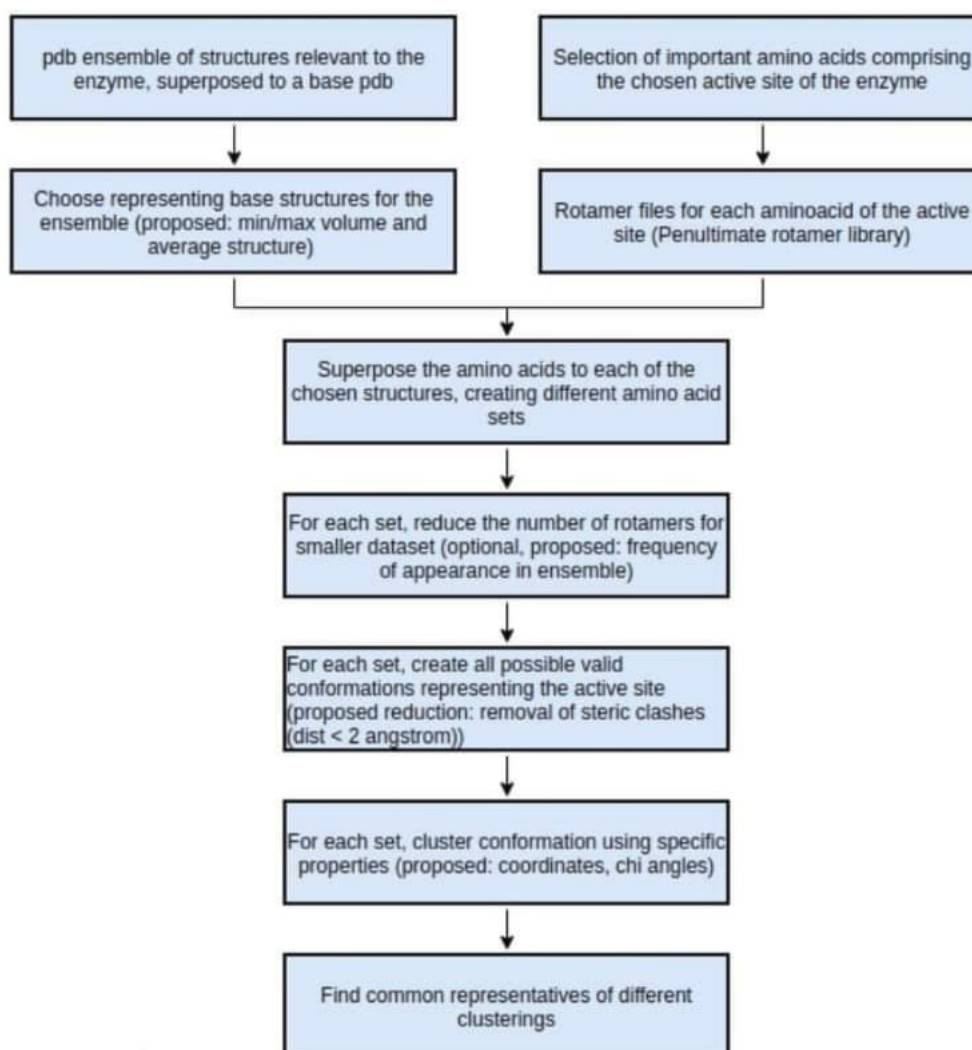 pdb ensemble of structures relevant to the
enzyme, superposed to a base pdb
Selection of important amino acids comprising
the chosen active site of the enzyme
Choose representing base structures for the
ensemble (proposed: min/max volume and
average structure)
Rotamer files for each aminoacid of the active
site (Penultimate rotamer library)
Superpose the amino acids to each of the
chosen structures, creating different amino acid
sets
For each set, reduce the number of rotamers for
smaller dataset (optional, proposed: frequency
of appearance in ensemble)
For each set, create all possible valid
conformations representing the active site
(proposed reduction: removal of steric clashes
(dist < 2 angstrom))
For each set, cluster conformation using specific
properties (proposed: coordinates, chi angles)
Find common representatives of different
clusterings